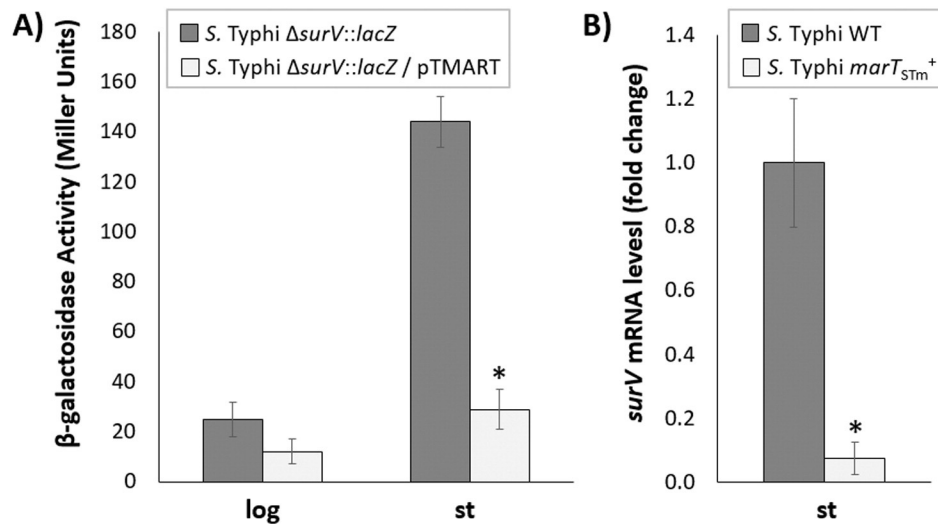 A)
S. Typhi ΔsurV::lacZ
S. Typhi ΔsurV::lacZ / pTMART
β-galactosidase Activity (Miller Units)
180
160
140
120
100
80
60
40
20
0
*
log
st
B)
S. Typhi WT
S. Typhi marT_STm^+
surV mRNA levesl (fold change)
1.4
1.2
1.0
0.8
0.6
0.4
0.2
0.0
*
st